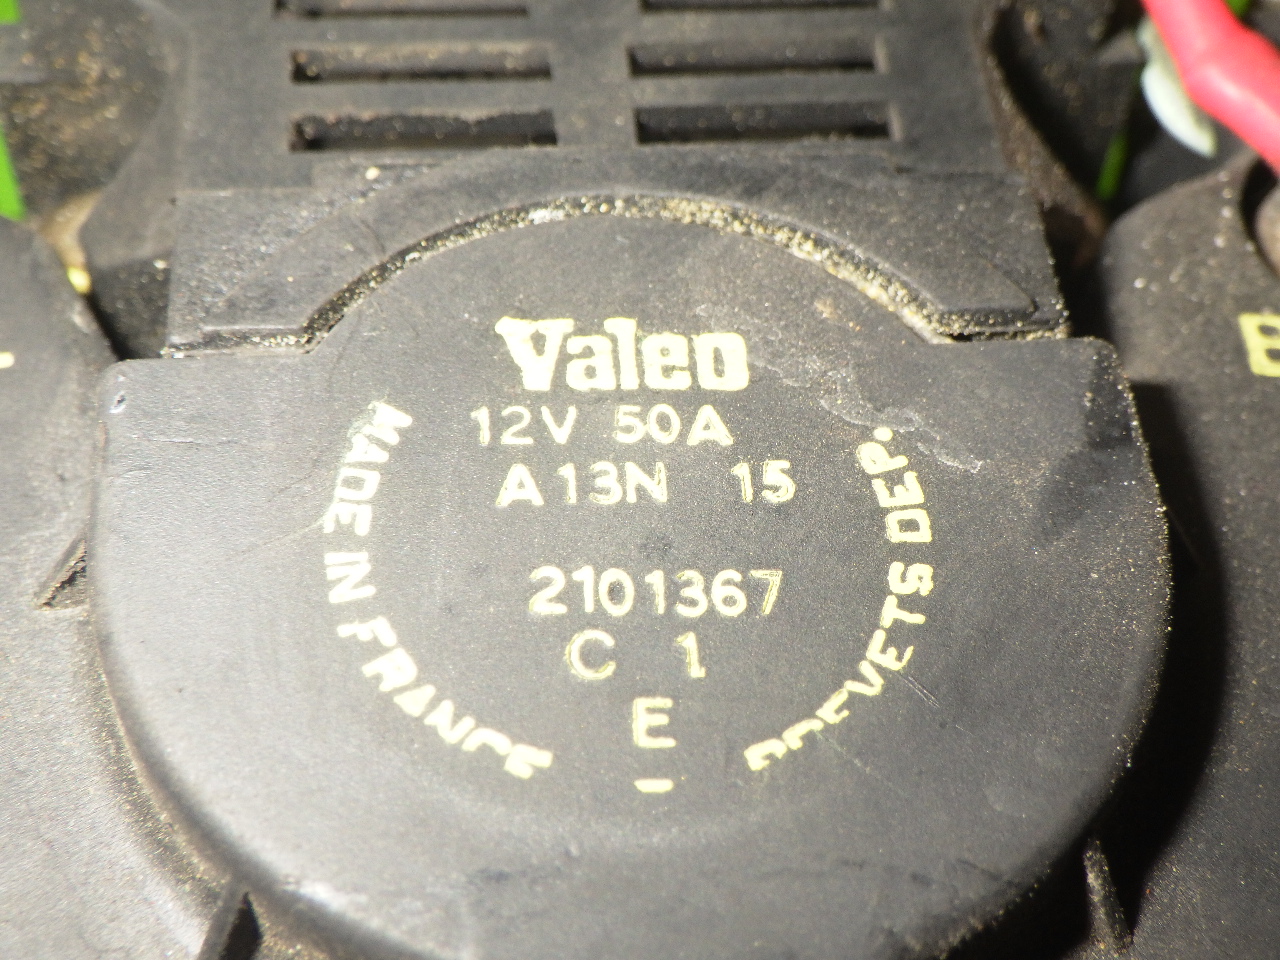 Valeo
12V 50A
A13N 15
2101367
C 1
E
MADE IN FRANCE
BREVETS DEP.